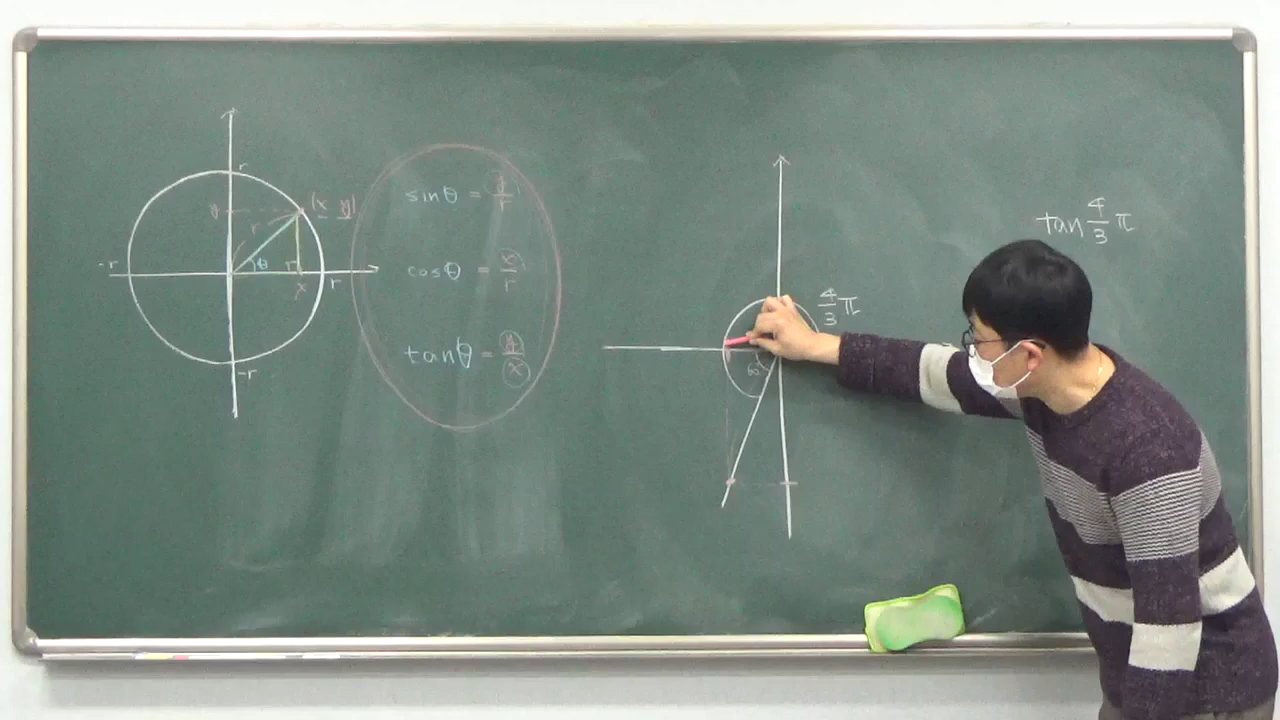 r
(x y)
y
r
θ
-r
x
r
-r
sinθ = y/r
cosθ = x/r
tanθ = y/x
4/3 π
60°
tan 4/3 π